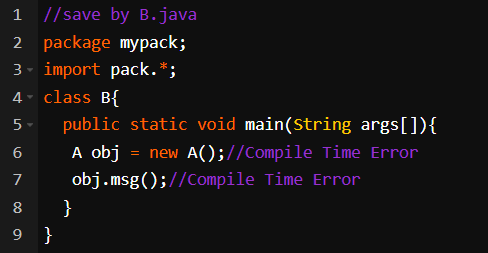 1 //save by B.java
2 package mypack;
3 import pack.*;
4 class B{
5   public static void main(String args[]){
6    A obj = new A();//Compile Time Error
7    obj.msg();//Compile Time Error
8   }
9 }